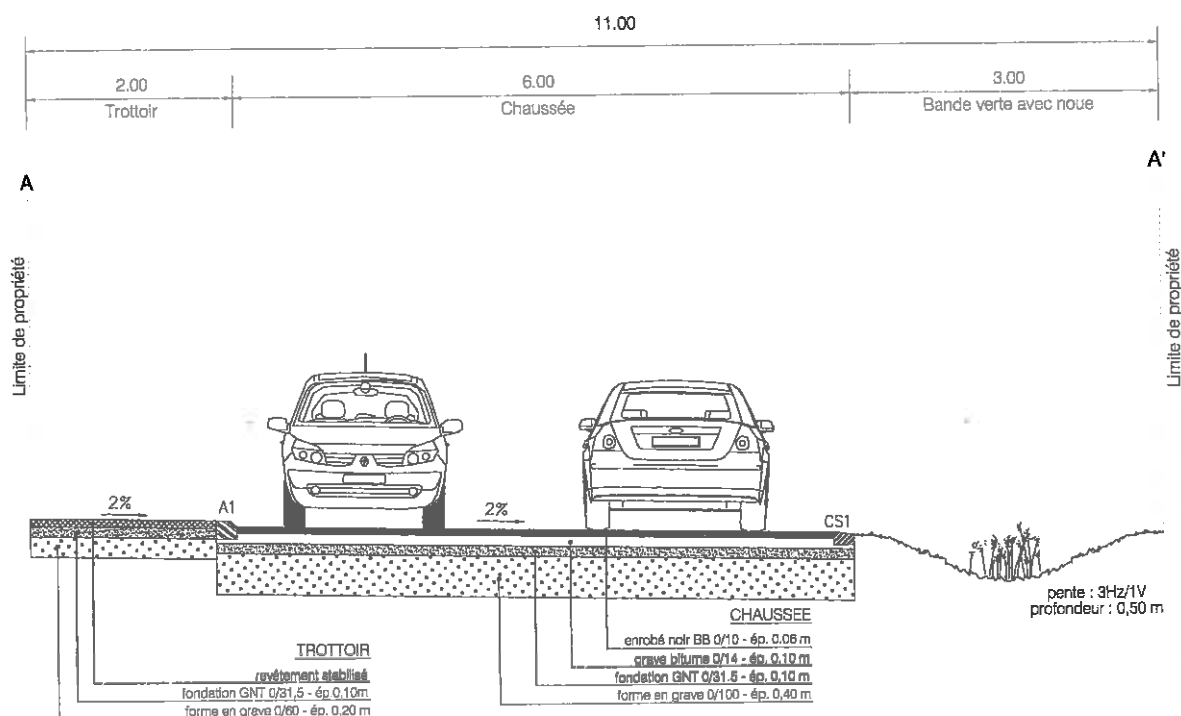 11.00
2.00
6.00
3.00
Trottoir
Chaussée
Bande verte avec noue
A
A'
Limite de propriété
Limite de propriété
2%
A1
2%
CS1
pente : 3Hz/1V
profondeur : 0,50 m
CHAUSSEE
enrobé noir BB 0/10 - ép. 0.06 m
grave bitume 0/14 - ép. 0.10 m
fondation GNT 0/31.5 - ép. 0,10 m
forme en grave 0/100 - ép. 0,40 m
TROTTOIR
revêtement stabilisé
fondation GNT 0/31,5 - ép. 0,10m
forme en grave 0/60 - ép. 0,20 m